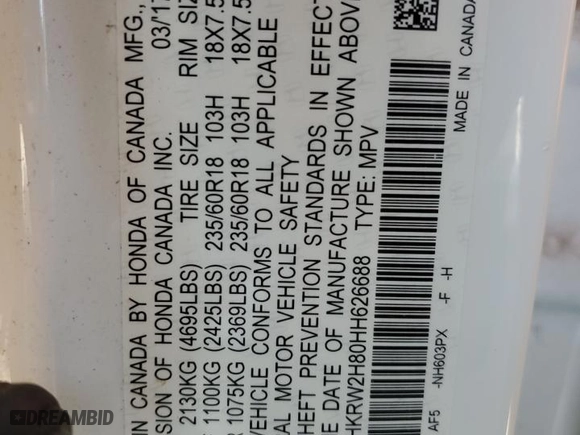 IN CANADA BY HONDA OF CANADA MFG.,
SION OF HONDA CANADA INC. 03/17
2130KG (4695LBS) TIRE SIZE RIM SIZ
1100KG (2425LBS) 235/60R18 103H 18X7.5
1075KG (2369LBS) 235/60R18 103H 18X7.5
VEHICLE CONFORMS TO ALL APPLICABLE
AL MOTOR VEHICLE SAFETY
HEFT PREVENTION STANDARDS IN EFFECT
E DATE OF MANUFACTURE SHOWN ABOV
HKRW2H80HH626688 TYPE: MPV
AF5 -NH603PX -F -H
MADE IN CANADA
DREAMBID